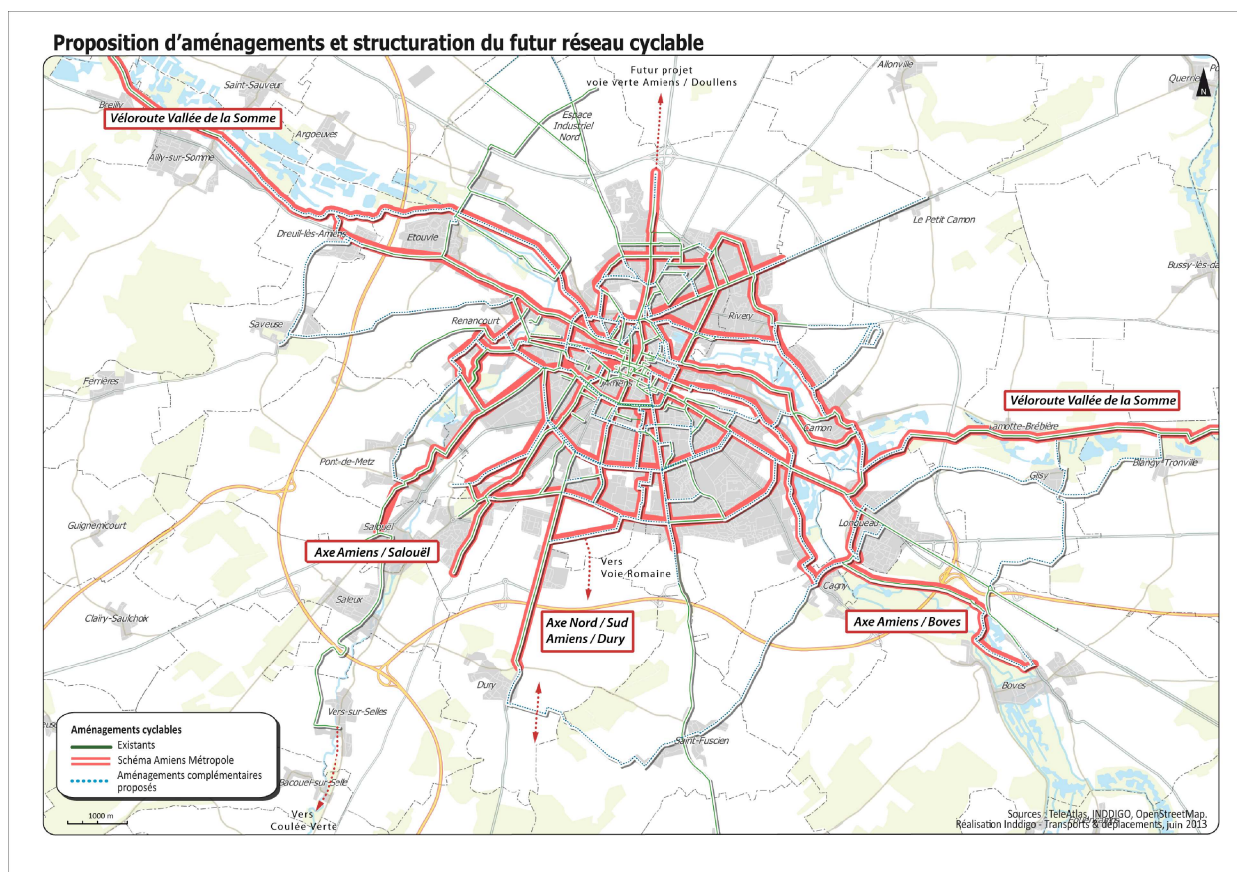 Proposition d'aménagements et structuration du futur réseau cyclable
Futur projet
voie verte Amiens / Doullens
Allonville
Saint-Sauveur
Querrie
N
Breilly
Véloroute Vallée de la Somme
Espace
Industriel
Nord
Argoeuves
Ailly-sur-Somme
Le Petit Camon
Dreuil-lès-Amiens
Etouvie
Bussy-lès-da
Saveuse
Renancourt
Rivery
Ferrières
Amiens
Véloroute Vallée de la Somme
Camon
amotte-Brebière
Pont-de-Metz
Glisy
Blangy Tronville
Guignemicourt
Salouël
Longueau
Axe Amiens / Salouël
Vers
Voie Romaine
Saleux
Cagny
Clairy-Saulchoix
Axe Nord / Sud
Amiens / Dury
Axe Amiens / Boves
Dury
Boves
Vers-sur-Selles
Saint-Fuscien
Aménagements cyclables
Existants
Schéma Amiens Métropole
Aménagements complémentaires
proposés
Bacouel-sur-Selle
1000 m
Vers
Coulée Verte
Sources : TeleAtlas, INDDIGO, OpenStreetMap.
Réalisation Inddigo - Transports & déplacements, juin 2013